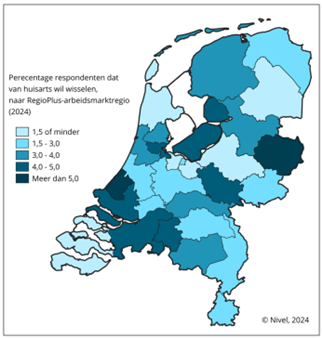 Perecentage respondenten dat
van huisarts wil wisselen,
naar RegioPlus-arbeidsmarktregio
(2024)
1,5 of minder
1,5 - 3,0
3,0 - 4,0
4,0 - 5,0
Meer dan 5,0
© Nivel, 2024